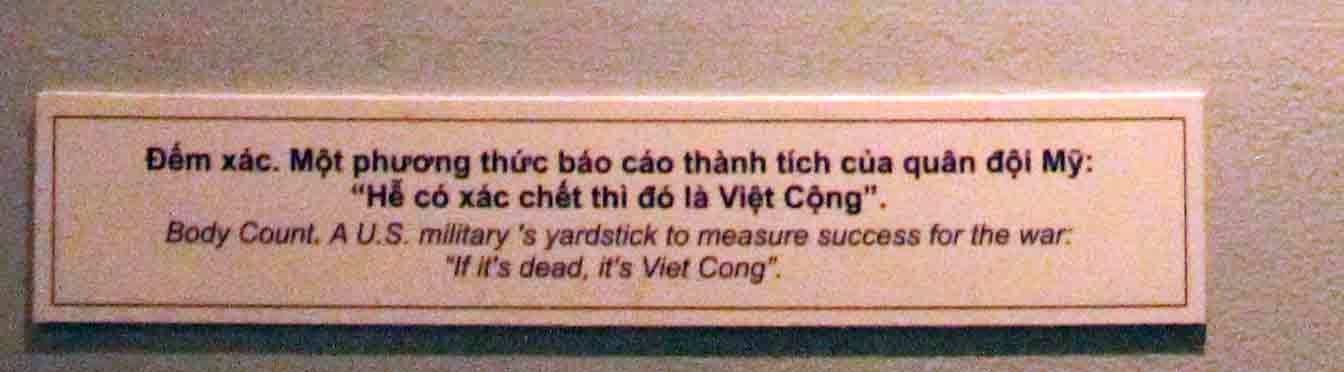 Đếm xác. Một phương thức báo cáo thành tích của quân đội Mỹ:
“Hễ có xác chết thì đó là Việt Cộng”.
Body Count. A U.S. military 's yardstick to measure success for the war:
"If it's dead, it's Viet Cong".